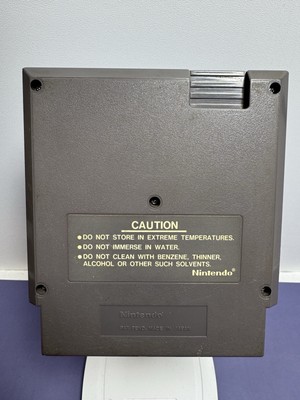 CAUTION
●DO NOT STORE IN EXTREME TEMPERATURES.
●DO NOT IMMERSE IN WATER.
●DO NOT CLEAN WITH BENZENE, THINNER,
ALCOHOL OR OTHER SUCH SOLVENTS.
Nintendo®
Nintendo